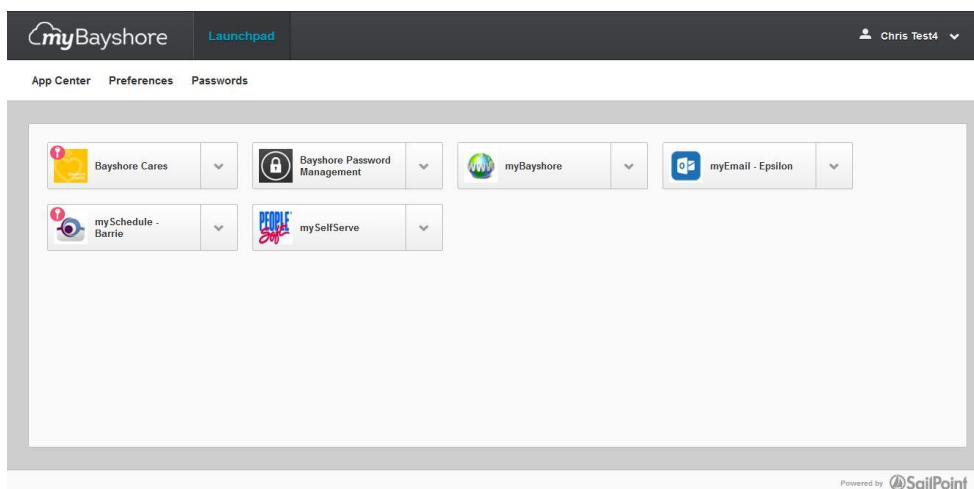 myBayshore
Launchpad
Chris Test4
App Center Preferences Passwords
Bayshore Cares
Bayshore Password
Management
www
myBayshore
myEmail - Epsilon
mySchedule -
Barrie
PEOPLE
Soft
mySelfServe
Powered by SailPoint